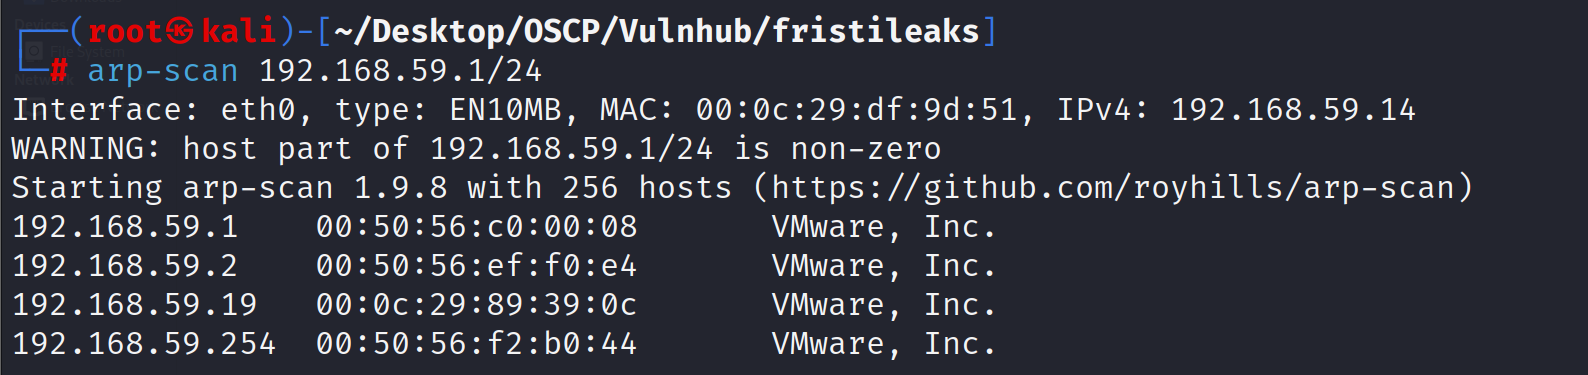 (root㉿kali)-[~/Desktop/OSCP/Vulnhub/fristileaks]
# arp-scan 192.168.59.1/24
Interface: eth0, type: EN10MB, MAC: 00:0c:29:df:9d:51, IPv4: 192.168.59.14
WARNING: host part of 192.168.59.1/24 is non-zero
Starting arp-scan 1.9.8 with 256 hosts (https://github.com/royhills/arp-scan)
192.168.59.1 00:50:56:c0:00:08 VMware, Inc.
192.168.59.2 00:50:56:ef:f0:e4 VMware, Inc.
192.168.59.19 00:0c:29:89:39:0c VMware, Inc.
192.168.59.254 00:50:56:f2:b0:44 VMware, Inc.